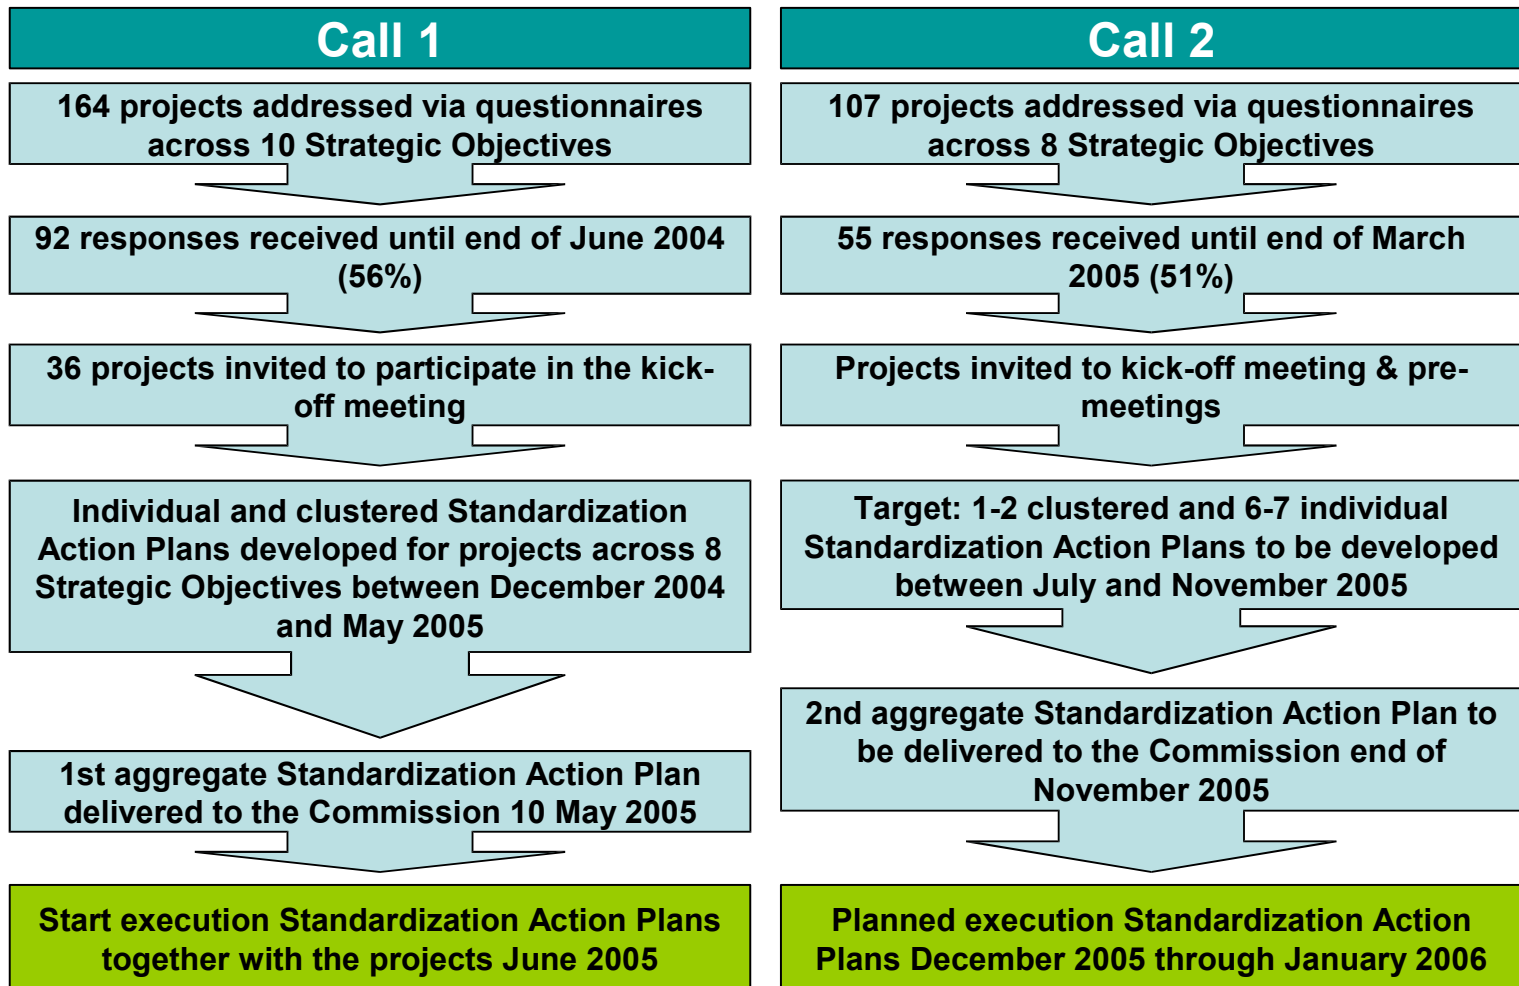 Call 1
164 projects addressed via questionnaires
across 10 Strategic Objectives
92 responses received until end of June 2004
(56%)
36 projects invited to participate in the kick-
off meeting
Individual and clustered Standardization
Action Plans developed for projects across 8
Strategic Objectives between December 2004
and May 2005
1st aggregate Standardization Action Plan
delivered to the Commission 10 May 2005
Start execution Standardization Action Plans
together with the projects June 2005
Call 2
107 projects addressed via questionnaires
across 8 Strategic Objectives
55 responses received until end of March
2005 (51%)
Projects invited to kick-off meeting & pre-
meetings
Target: 1-2 clustered and 6-7 individual
Standardization Action Plans to be developed
between July and November 2005
2nd aggregate Standardization Action Plan to
be delivered to the Commission end of
November 2005
Planned execution Standardization Action
Plans December 2005 through January 2006